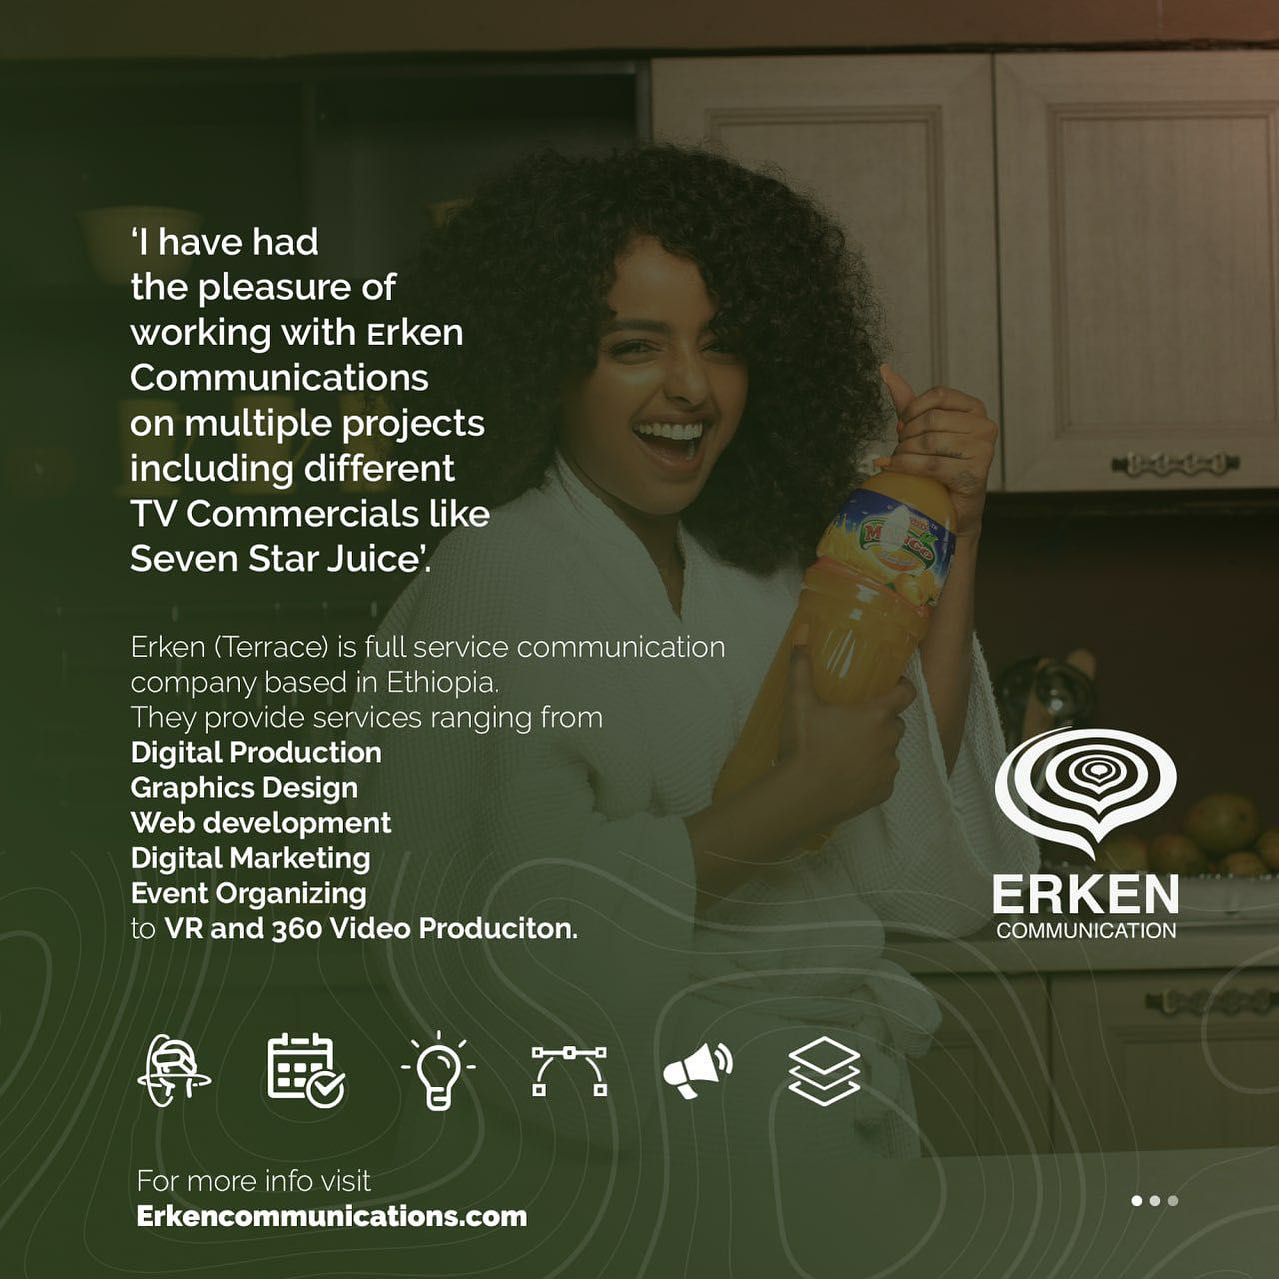 ‘I have had
the pleasure of
working with Erken
Communications
on multiple projects
including different
TV Commercials like
Seven Star Juice’.
Erken (Terrace) is full service communication
company based in Ethiopia.
They provide services ranging from
Digital Production
Graphics Design
Web development
Digital Marketing
Event Organizing
to VR and 360 Video Produciton.
ERKEN
COMMUNICATION
For more info visit
Erkencommunications.com